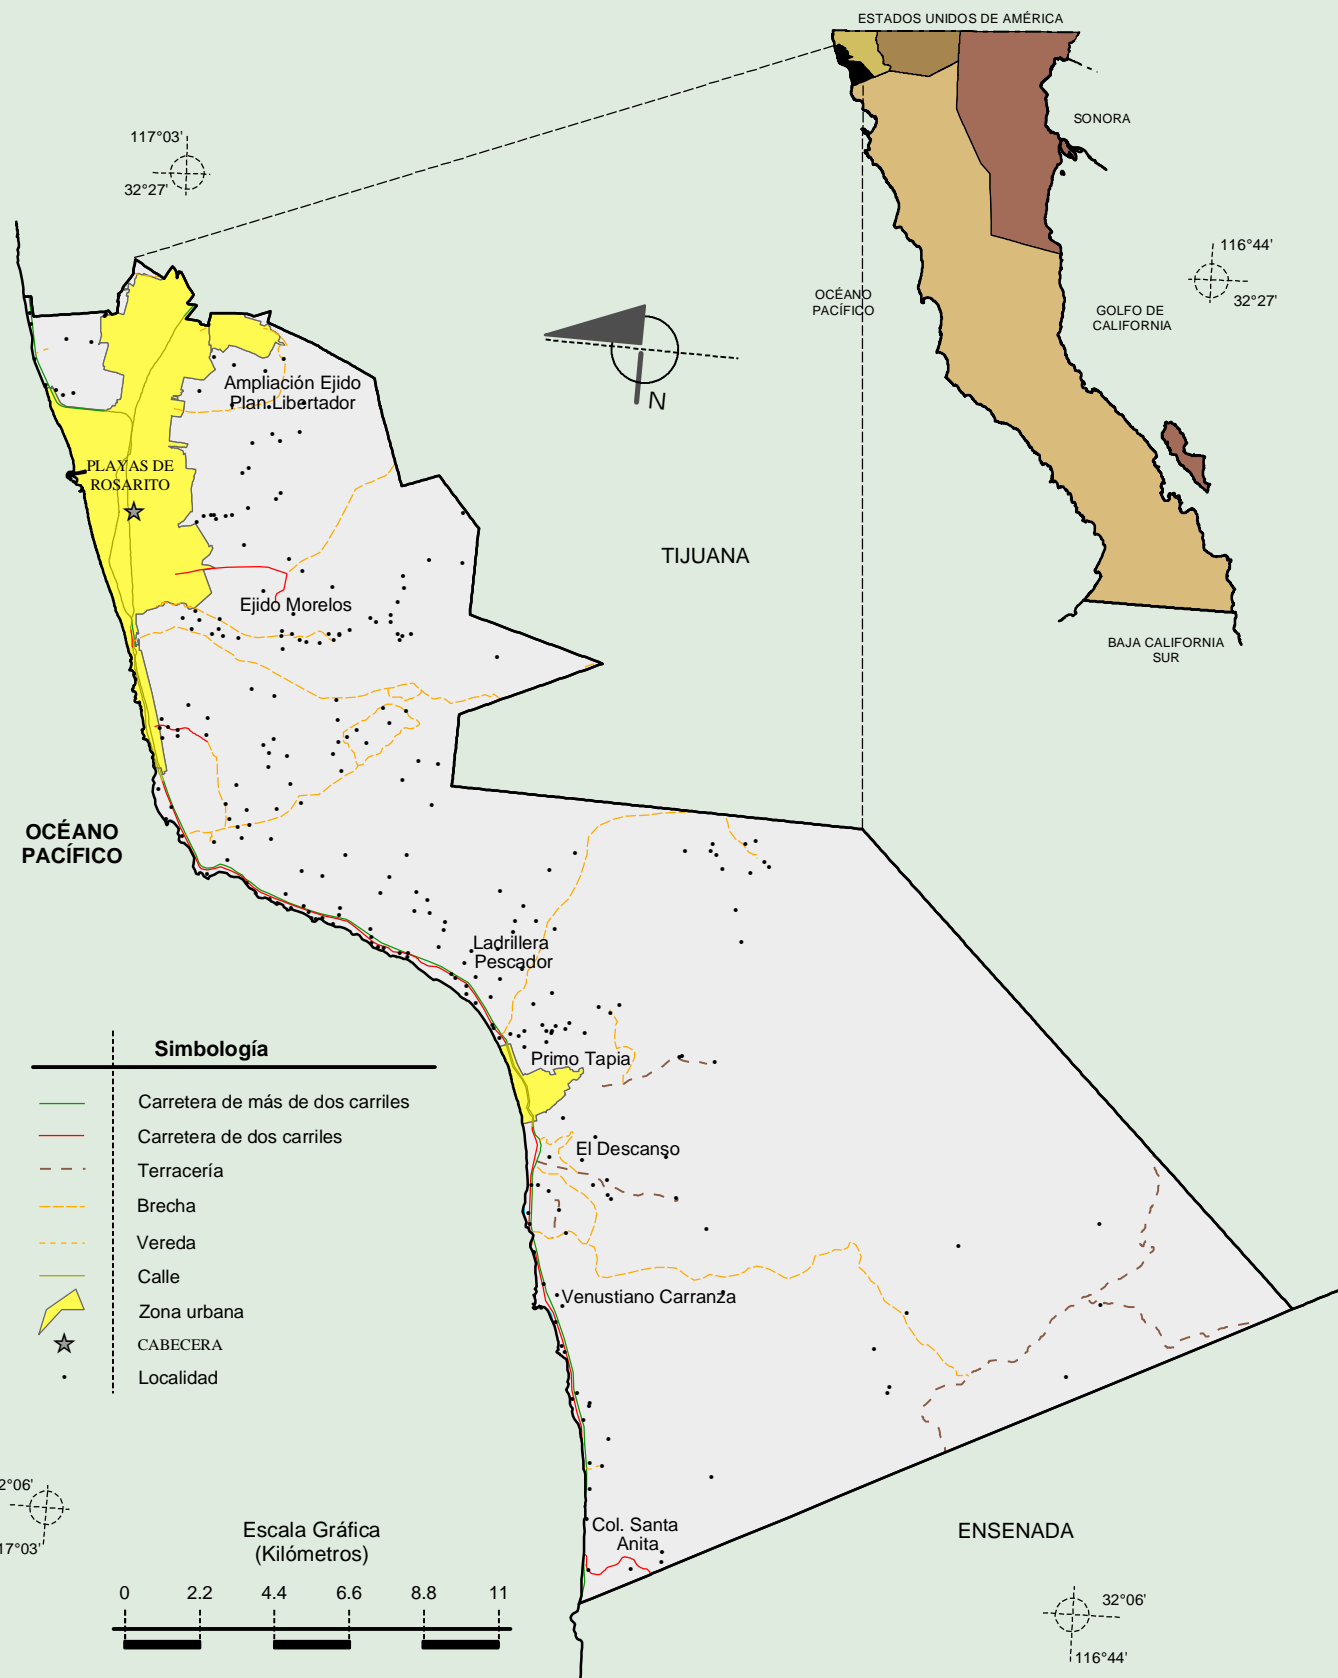 ESTADOS UNIDOS DE AMÉRICA
SONORA
OCÉANO
PACÍFICO
GOLFO DE
CALIFORNIA
BAJA CALIFORNIA
SUR
117°03'
32°27'
116°44'
32°27'
N
Ampliación Ejido
Plan Libertador
PLAYAS DE
ROSARITO
TIJUANA
Ejido Morelos
OCÉANO
PACÍFICO
Ladrillera
Pescador
Primo Tapia
El Descanso
Venustiano Carranza
Col. Santa
Anita
ENSENADA
Simbología
Carretera de más de dos carriles
Carretera de dos carriles
Terracería
Brecha
Vereda
Calle
Zona urbana
CABECERA
Localidad
2°06'
17°03'
Escala Gráfica
(Kilómetros)
0 2.2 4.4 6.6 8.8 11
32°06'
116°44'